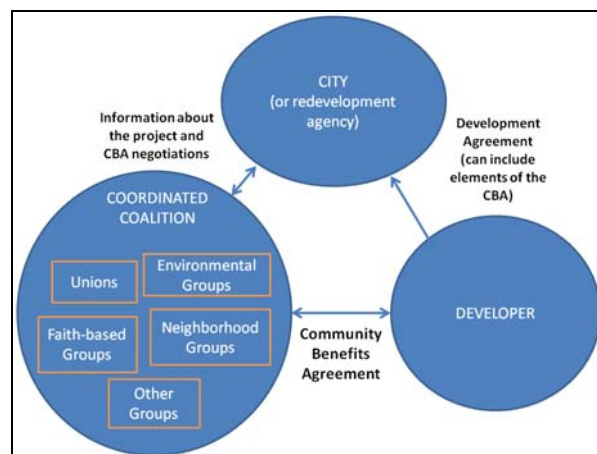 CITY
(or redevelopment
agency)
Information about
the project and
CBA negotiations
Development
Agreement
(can include
elements of the
CBA)
COORDINATED
COALITION
Unions
Environmental
Groups
Faith-based
Groups
Neighborhood
Groups
Other
Groups
Community
Benefits
Agreement
DEVELOPER